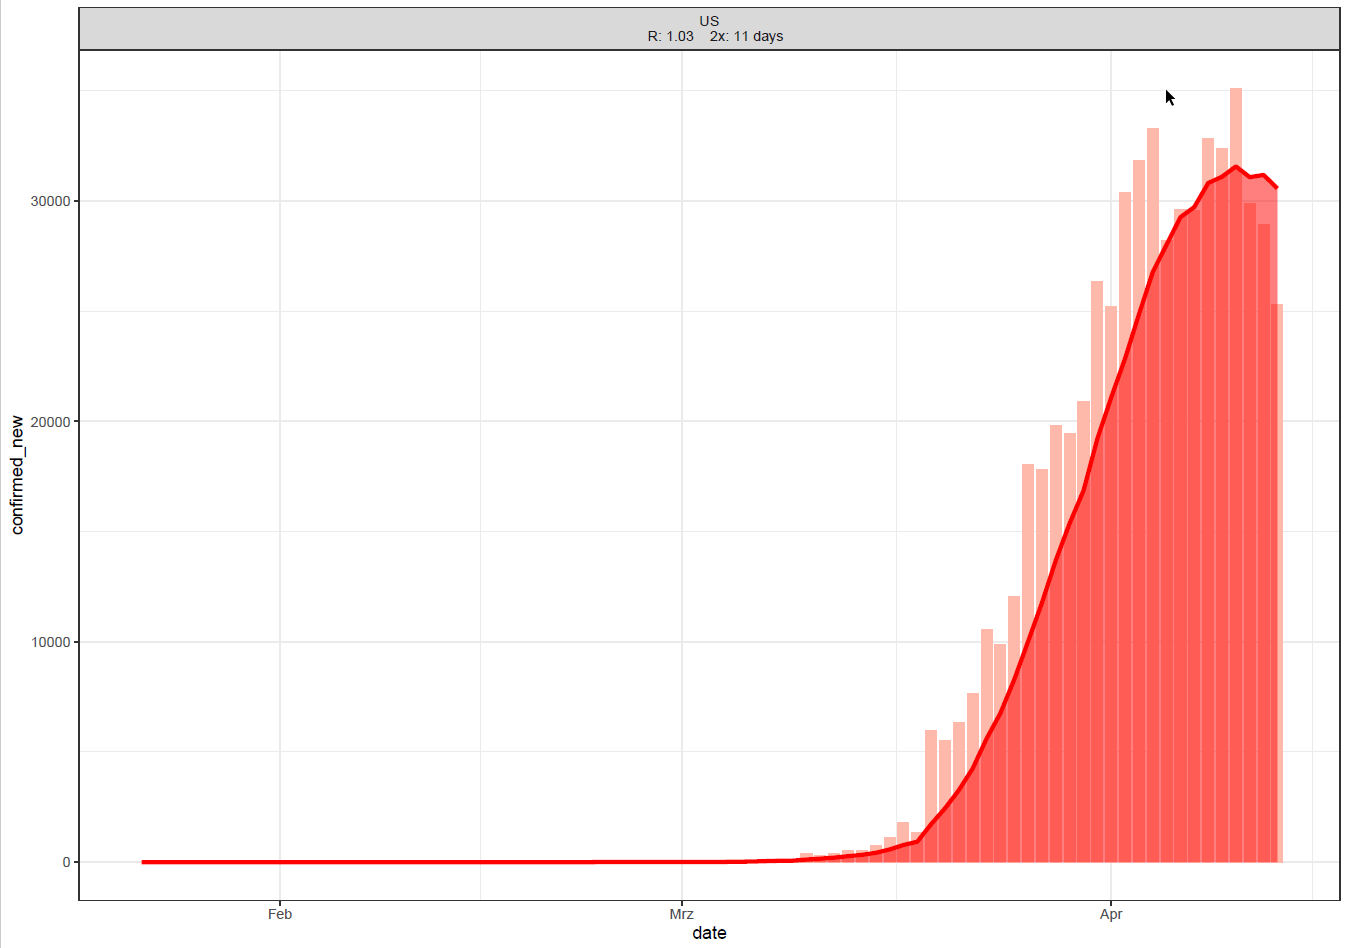 US
R: 1.03    2x: 11 days
confirmed_new
30000
20000
10000
0
Feb
Mrz
Apr
date